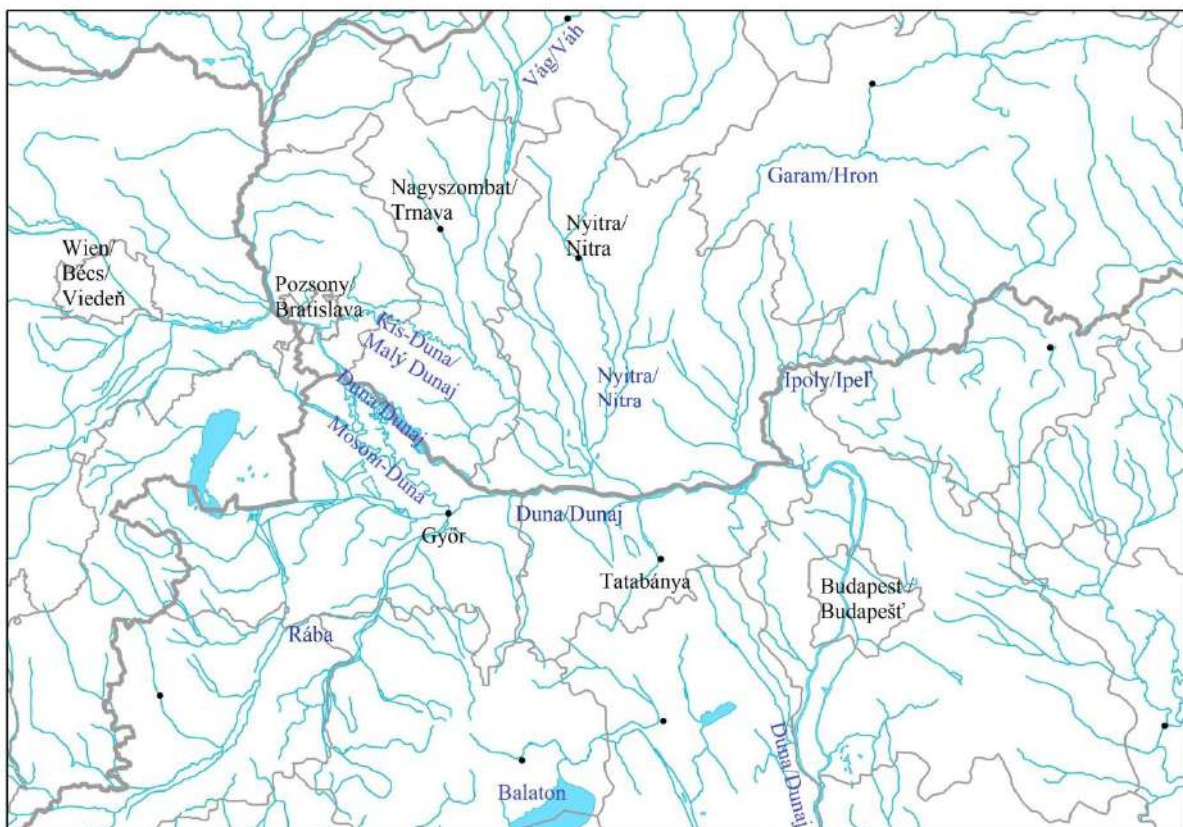 Vág/Váh
Garam/Hron
Nagyszombat/
Trnava
Nyitra/
Nitra
Wien/
Bécs/
Viedeň
Pozsony/
Bratislava
Kis-Duna/
Malý Dunaj
Duna/Dunaj
Mosoni-Duna
Nyitra/
Nitra
Ipoly/Ipeľ
Duna/Dunaj
Győr
Tatabánya
Budapest /
Budapešť
Rába
Duna/Dunaj
Balaton